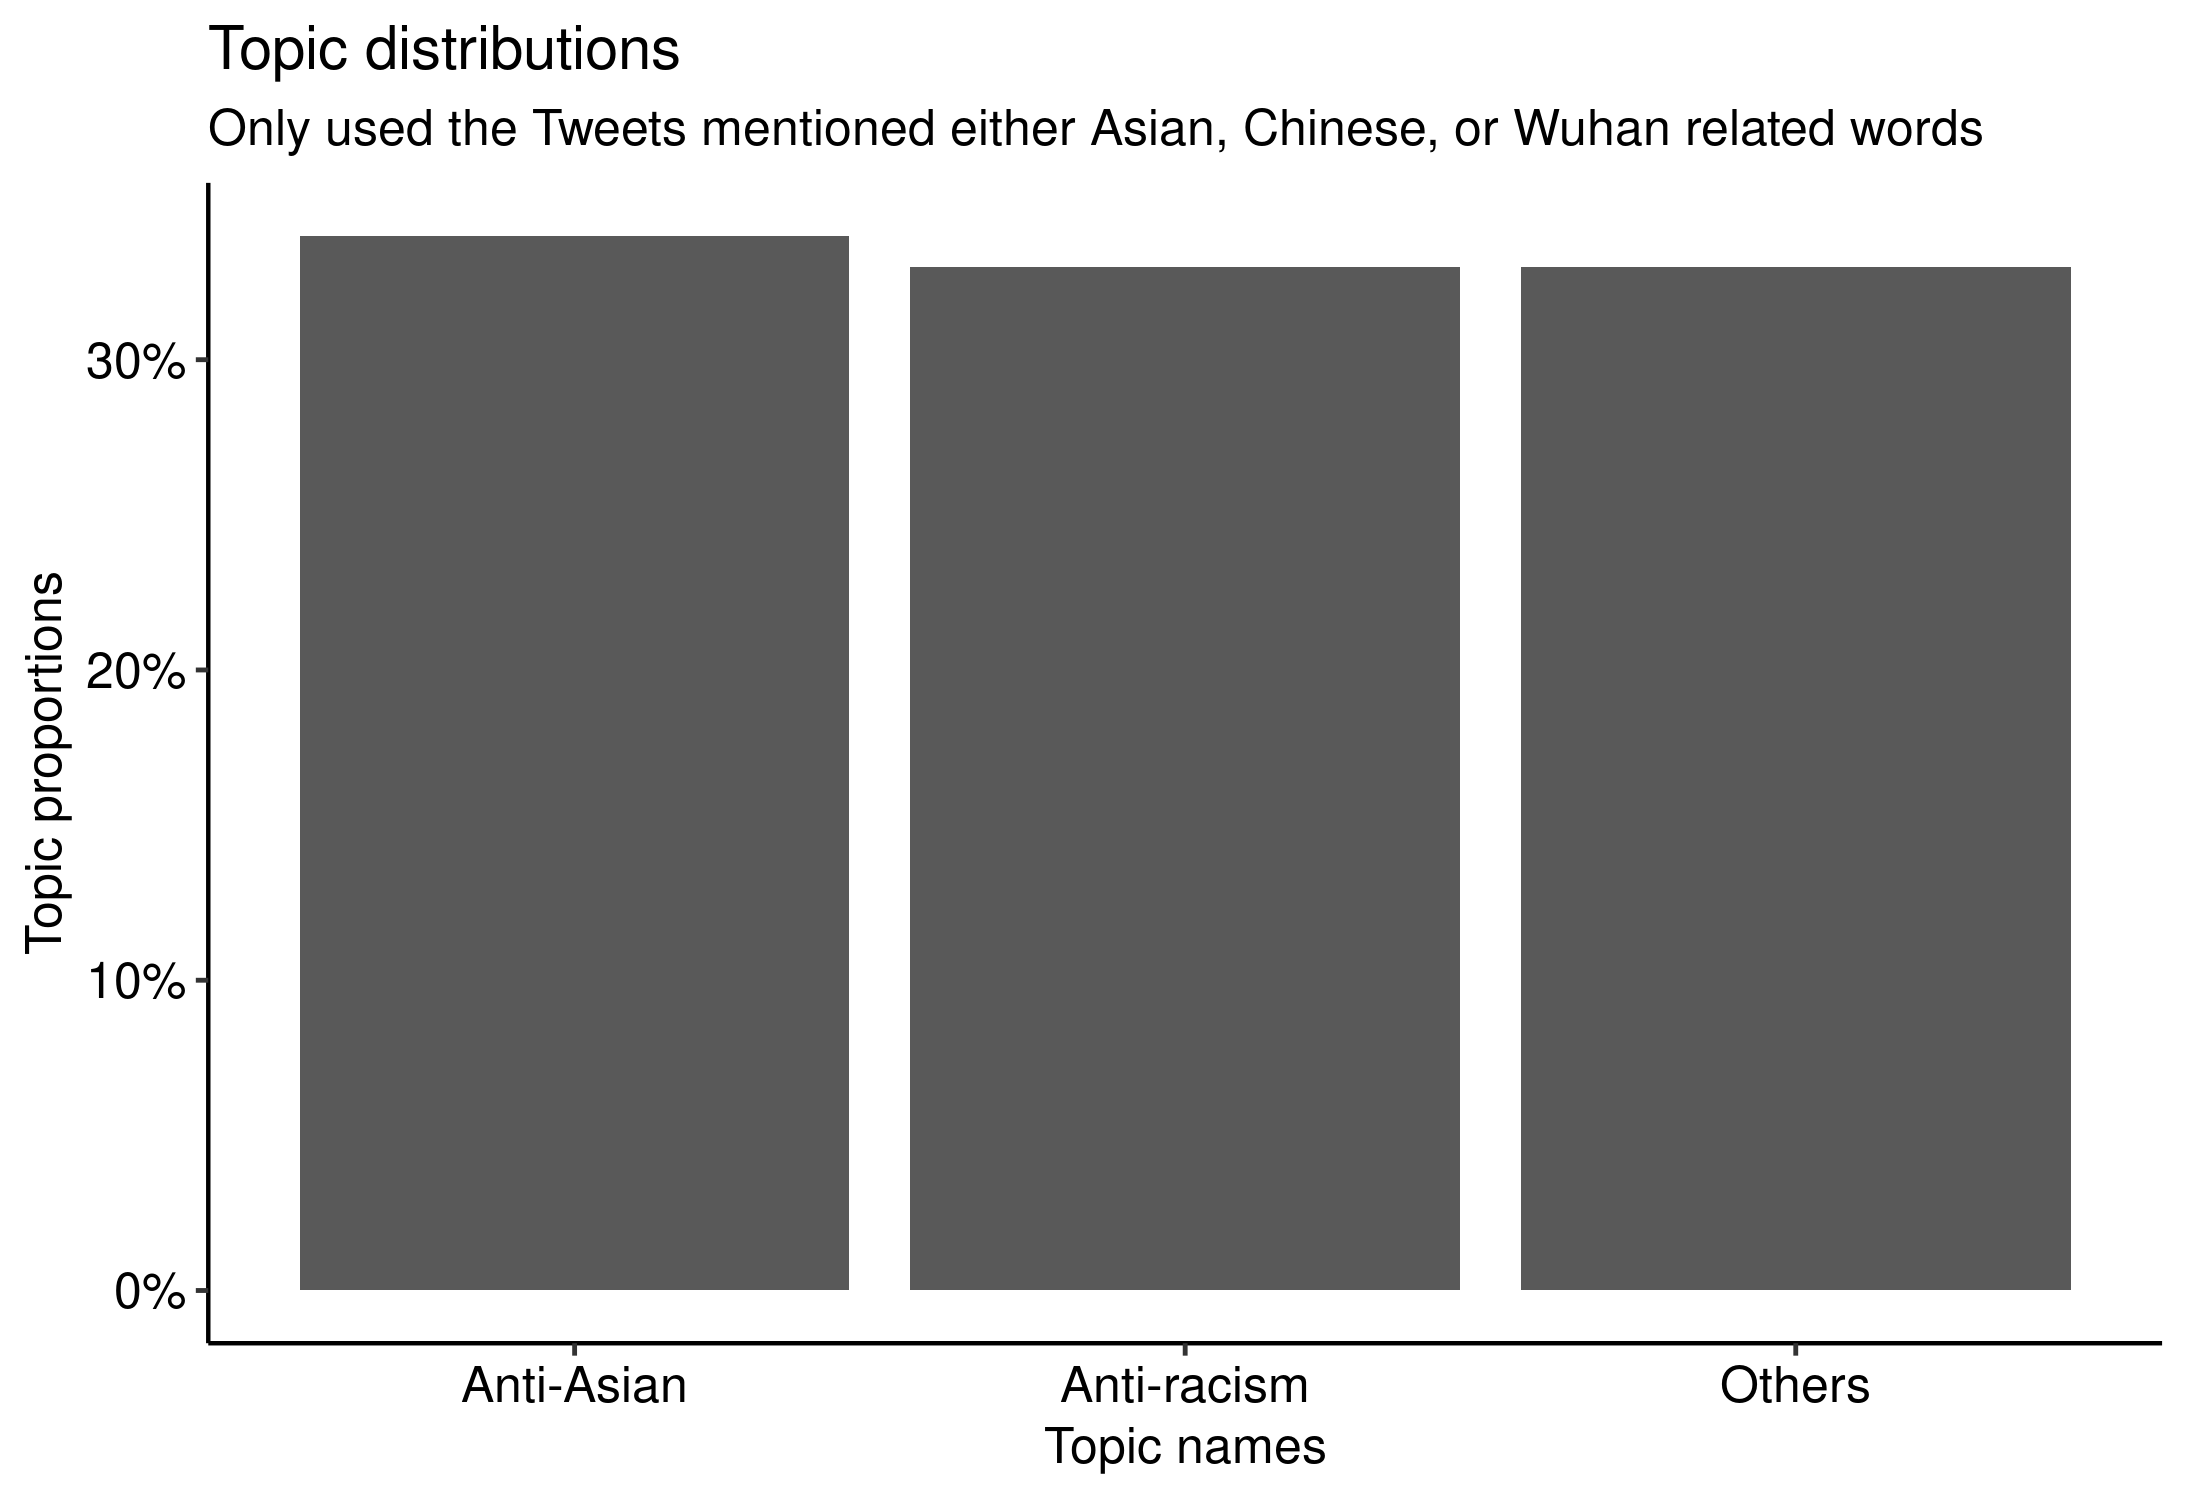 Topic distributions
Only used the Tweets mentioned either Asian, Chinese, or Wuhan related words
Topic proportions
30%
20%
10%
0%
Anti-Asian
Anti-racism
Others
Topic names